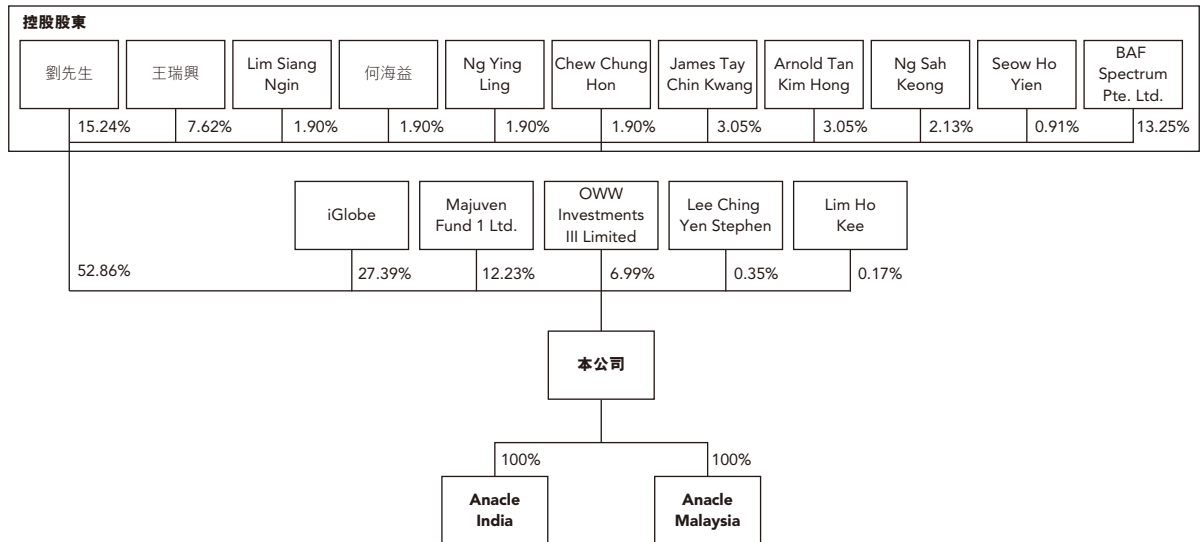 控股股東
劉先生
王瑞興
Lim Siang
Ngin
何海益
Ng Ying
Ling
Chew Chung
Hon
James Tay
Chin Kwang
Arnold Tan
Kim Hong
Ng Sah
Keong
Seow Ho
Yien
BAF
Spectrum
Pte. Ltd.
15.24%
7.62%
1.90%
1.90%
1.90%
1.90%
3.05%
3.05%
2.13%
0.91%
13.25%
iGlobe
Majuven
Fund 1 Ltd.
OWW
Investments
III Limited
Lee Ching
Yen Stephen
Lim Ho
Kee
52.86%
27.39%
12.23%
6.99%
0.35%
0.17%
本公司
100%
100%
Anacle
India
Anacle
Malaysia